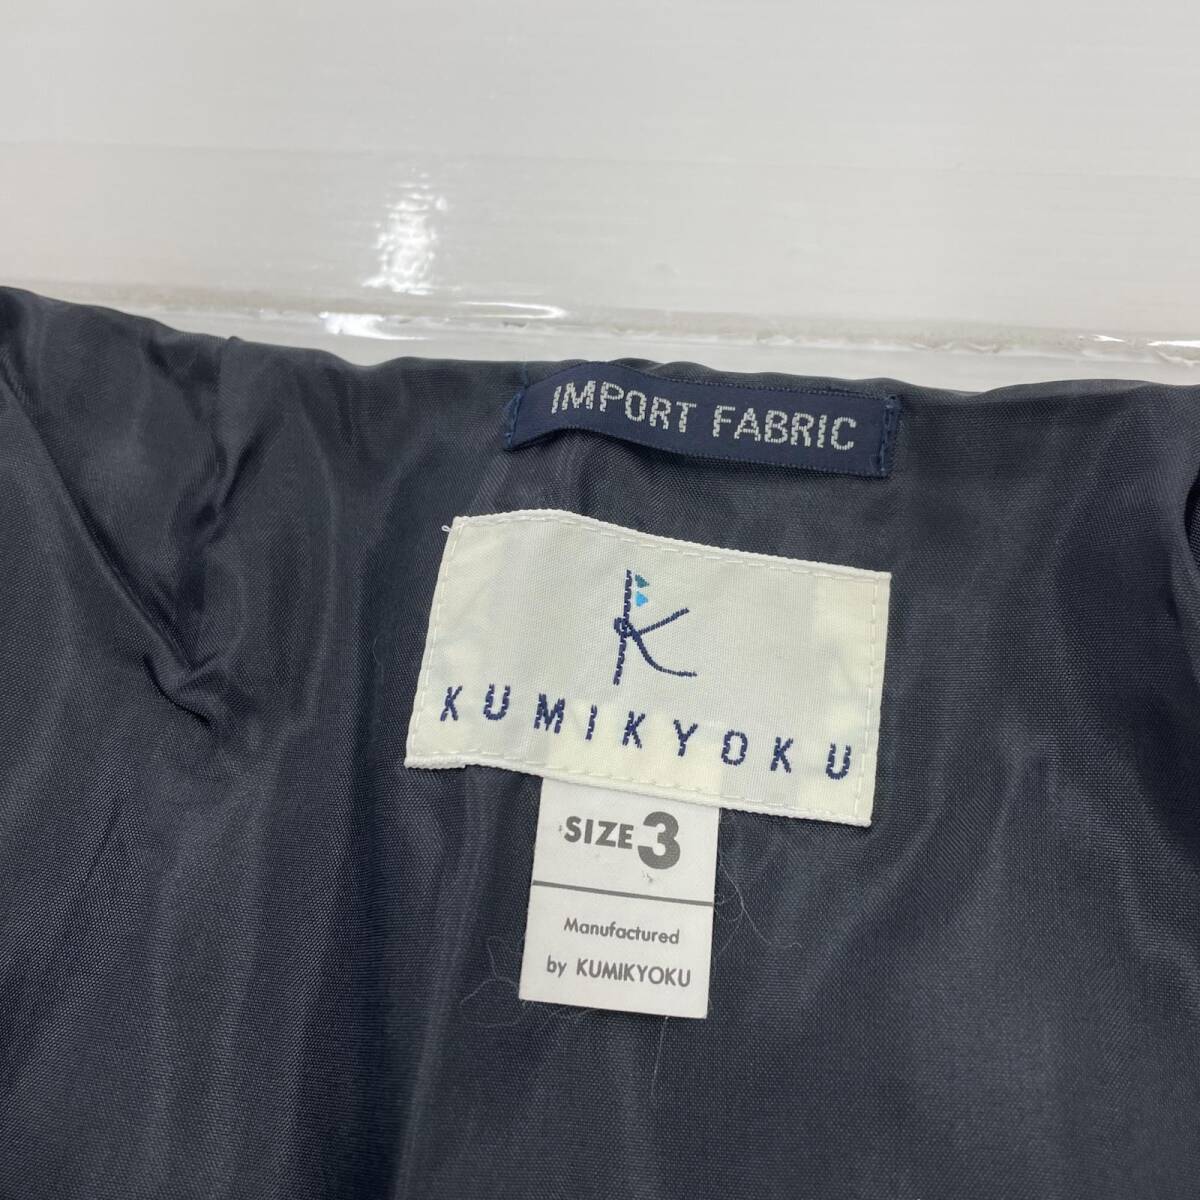 IMPORT FABRIC
K
KUMIKYOKU
SIZE 3
Manufactured
by KUMIKYOKU